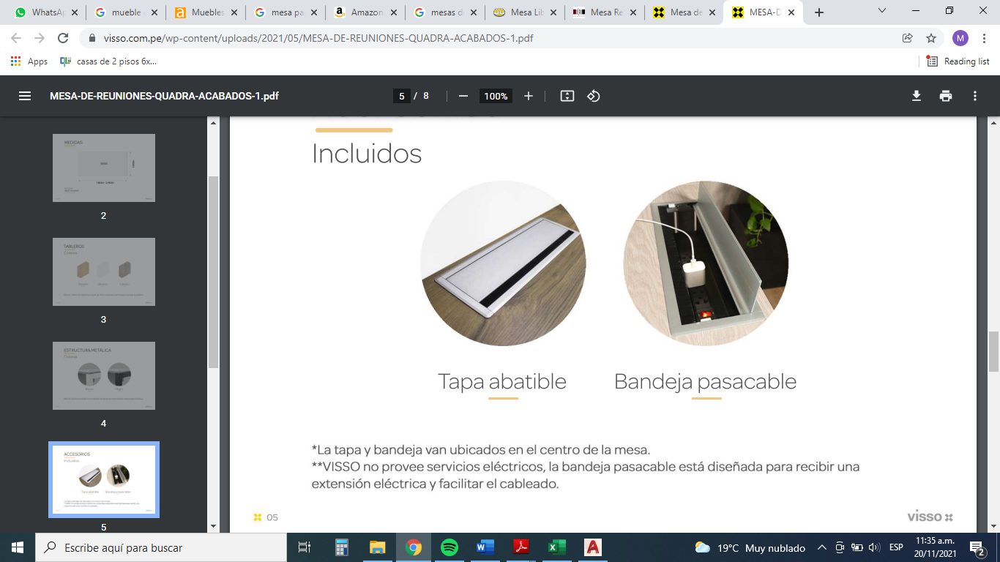 WhatsAp
mueble
Muebles
mesa pa
Amazon
mesas d
Mesa Lib
Mesa Re
Mesa de
MESA-D
visso.com.pe/wp-content/uploads/2021/05/MESA-DE-REUNIONES-QUADRA-ACABADOS-1.pdf
M
Apps
casas de 2 pisos 6x...
Reading list
MESA-DE-REUNIONES-QUADRA-ACABADOS-1.pdf
5 / 8
100%
MEDIDAS
2
TABLEROS
Colores
3
ESTRUCTURA METÁLICA
Colores
4
ACCESORIOS
Incluidos
Tapa abatible
Bandeja pasacable
5
Incluidos
Tapa abatible
Bandeja pasacable
*La tapa y bandeja van ubicados en el centro de la mesa.
**VISSO no provee servicios eléctricos, la bandeja pasacable está diseñada para recibir una
extensión eléctrica y facilitar el cableado.
05
visso
Escribe aquí para buscar
19°C Muy nublado
ESP
11:35 a.m.
20/11/2021
2